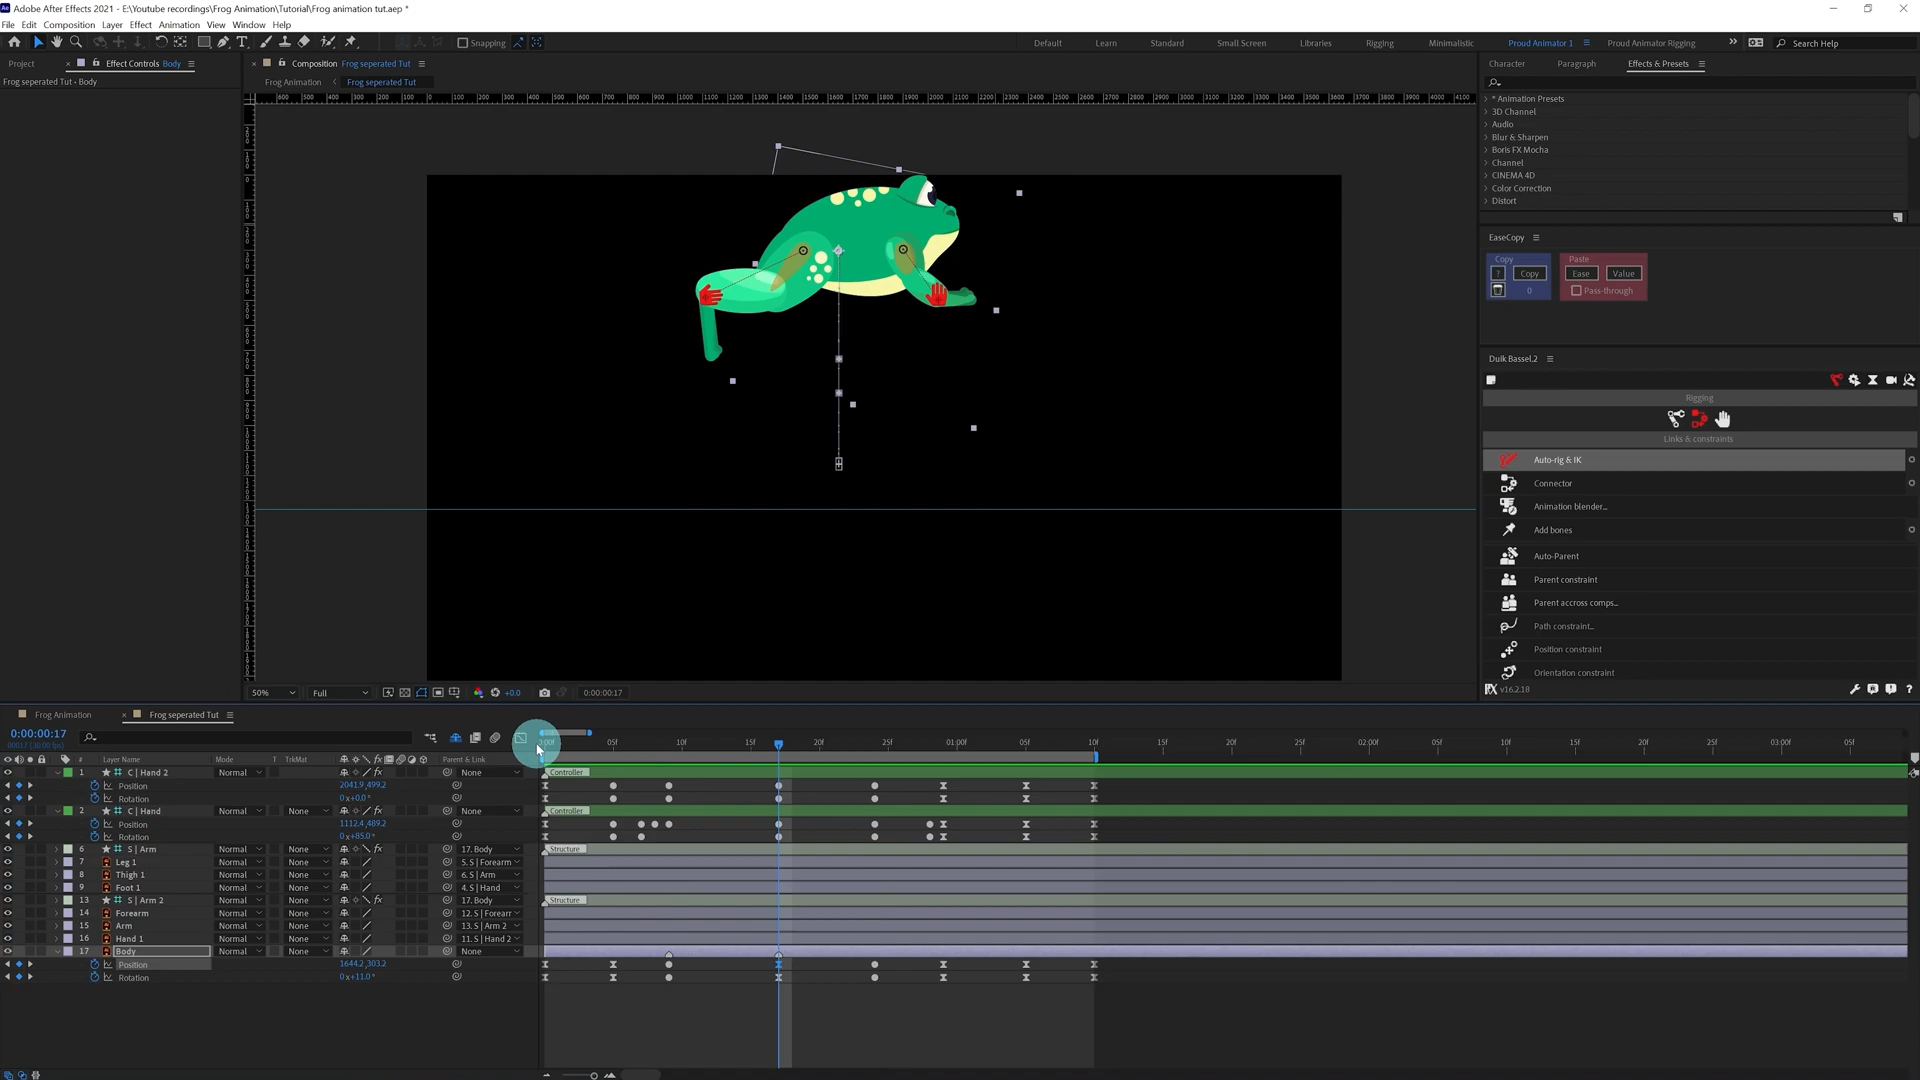 Adobe After Effects 2021 - E:\Youtube recordings\Frog Animation\Tutorial\Frog animation tut.aep *
File Edit Composition Layer Effect Animation View Window Help
Snapping
Default Learn Standard Small Screen Libraries Rigging Minimalistic Proud Animator 1 Proud Animator Rigging Search Help
Project Effect Controls Body
Frog seperated Tut • Body
Composition Frog seperated Tut
Frog Animation Frog seperated Tut
Character Paragraph Effects & Presets
* Animation Presets
3D Channel
Audio
Blur & Sharpen
Boris FX Mocha
Channel
CINEMA 4D
Color Correction
Distort
EaseCopy
Copy Paste
? Copy Ease Value
0 Pass-through
Duik Bassel.2
Rigging
Links & constraints
Auto-rig & IK
Connector
Animation blender...
Add bones
Auto-Parent
Parent constraint
Parent accross comps...
Path constraint...
Position constraint
Orientation constraint
v16.2.18
50% Full +0.0 0:00:00:17
Frog Animation Frog seperated Tut
0:00:00:17
00017 (30.00 fps)
05f 10f 20f 25f 01:00f 05f 10f 15f 20f 25f 02:00f 05f 10f 15f 20f 25f 03:00f 05f
# Layer Name Mode T TrkMat Parent & Link
1 C | Hand 2 Normal None Controller
Position 2041.9,499.2
Rotation 0x+0.0°
2 C | Hand Normal None None Controller
Position 1112.4,489.2
Rotation 0x+85.0°
6 S | Arm Normal None 17. Body Structure
7 Leg 1 Normal None 5. S | Forearm
8 Thigh 1 Normal None 6. S | Arm
9 Foot 1 Normal None 4. S | Hand
13 S | Arm 2 Normal None 17. Body Structure
14 Forearm Normal None 12. S | Forearr
15 Arm Normal None 13. S | Arm 2
16 Hand 1 Normal None 11. S | Hand 2
17 Body Normal None None
Position 1644.2,303.2
Rotation 0x+11.0°